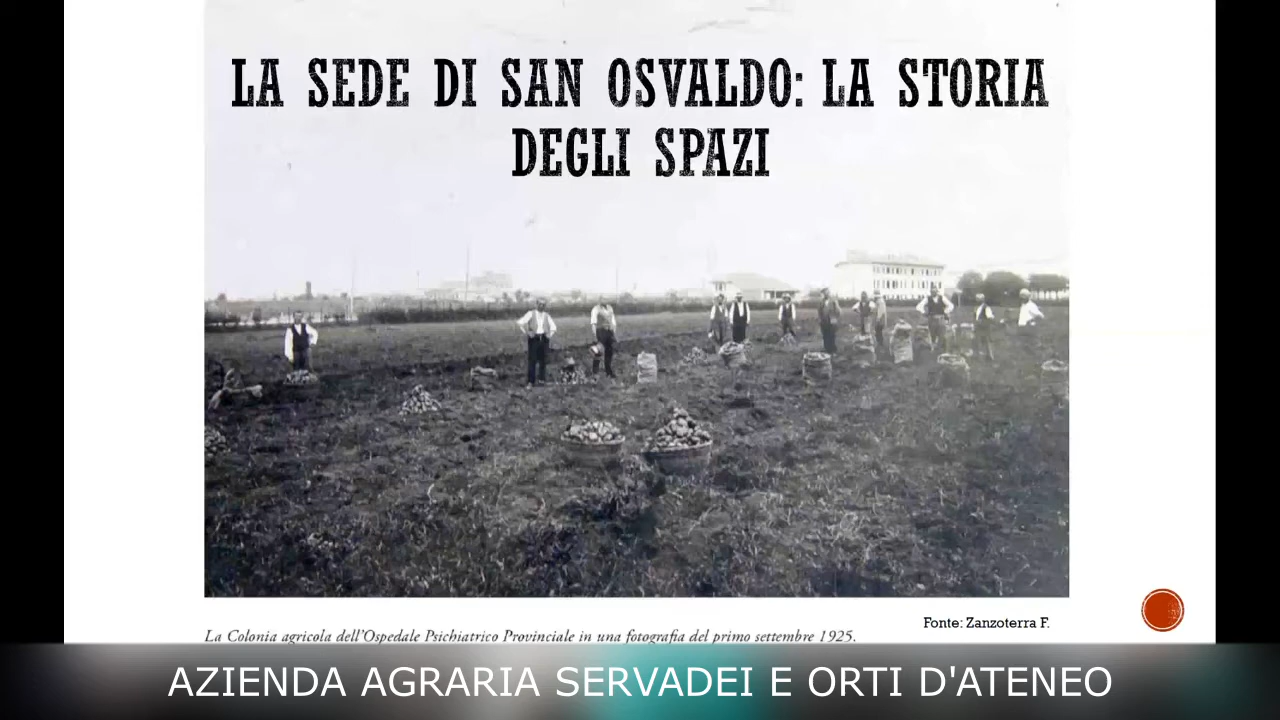 LA SEDE DI SAN OSVALDO: LA STORIA
DEGLI SPAZI
Fonte: Zanzoterra F.
La Colonia agricola dell'Ospedale Psichiatrico Provinciale in una fotografia del primo settembre 1925.
AZIENDA AGRARIA SERVADEI E ORTI D'ATENEO